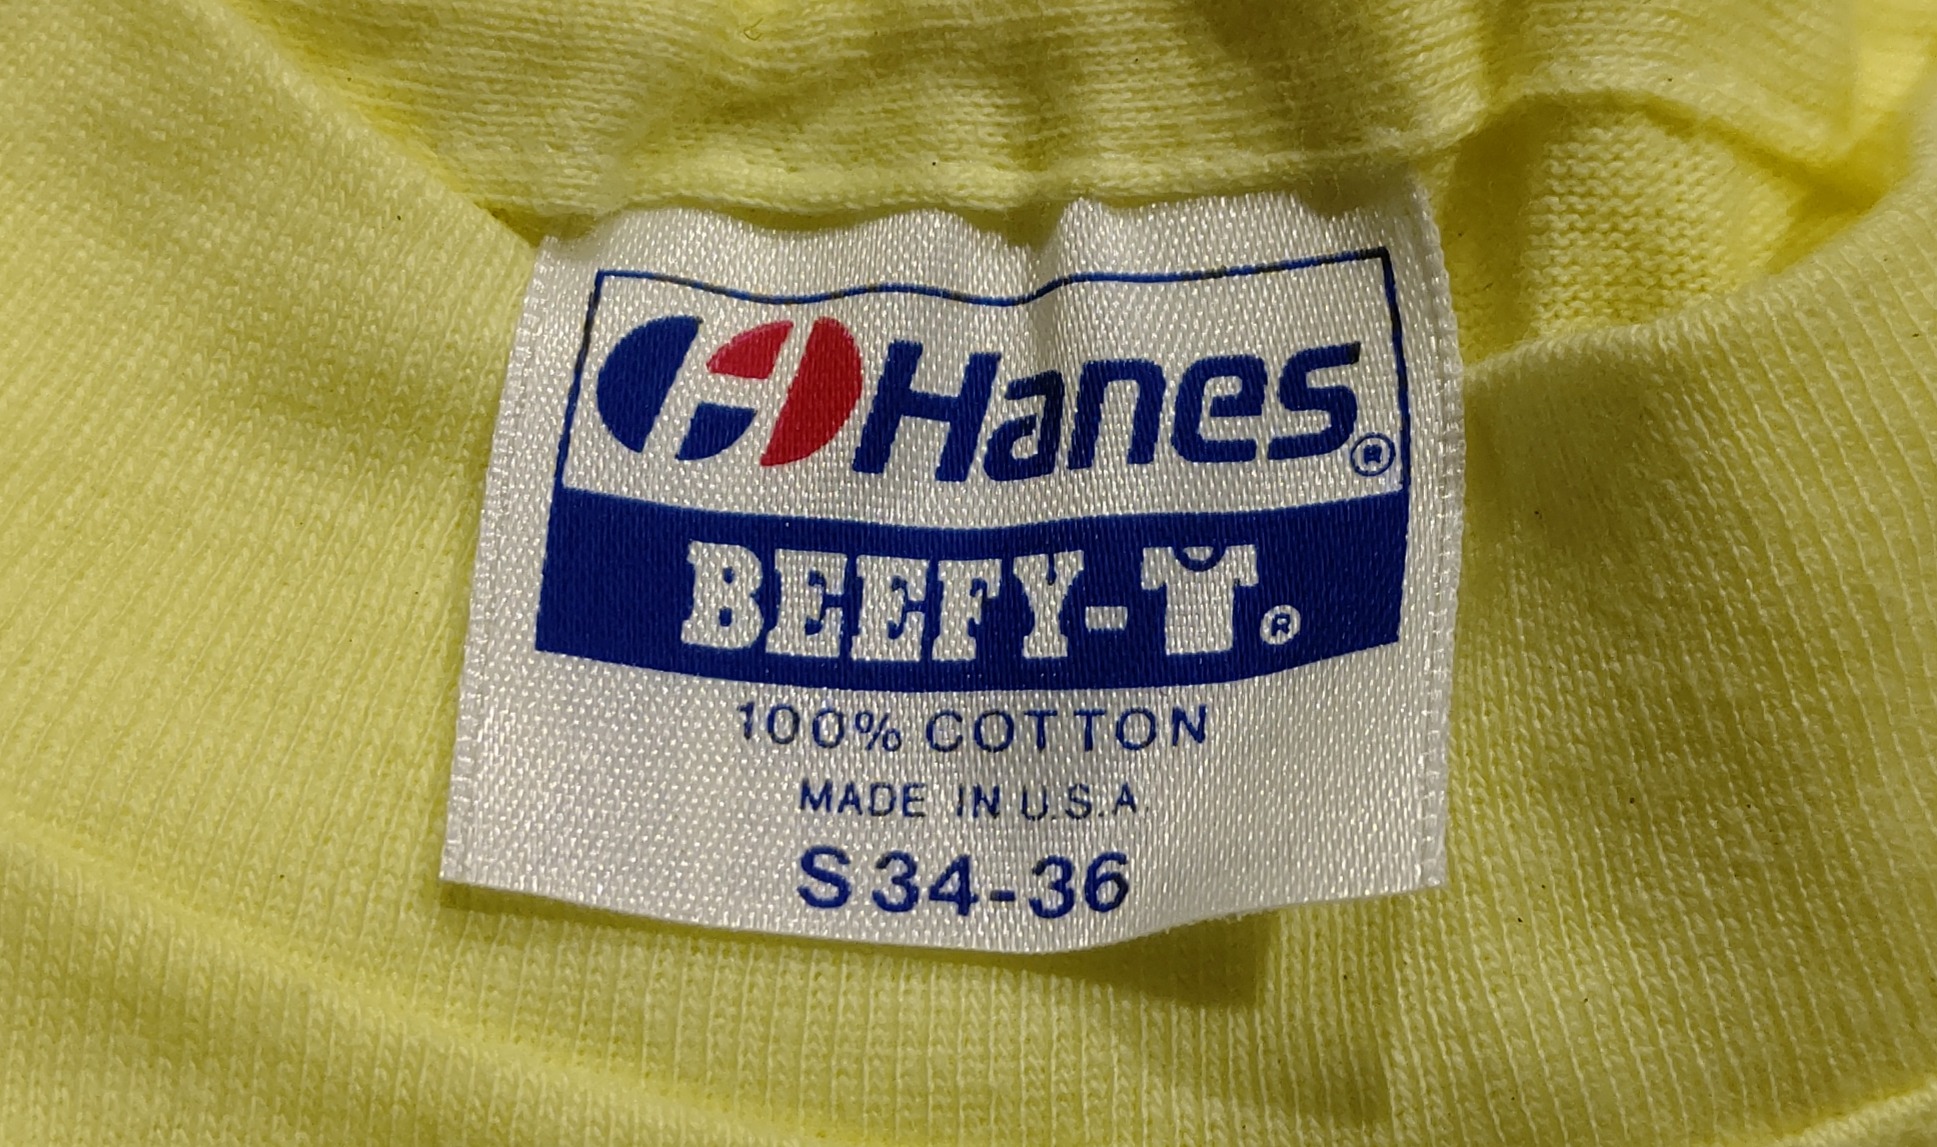 Hanes®
BEEFY-T®
100% COTTON
MADE IN U.S.A.
S 34-36